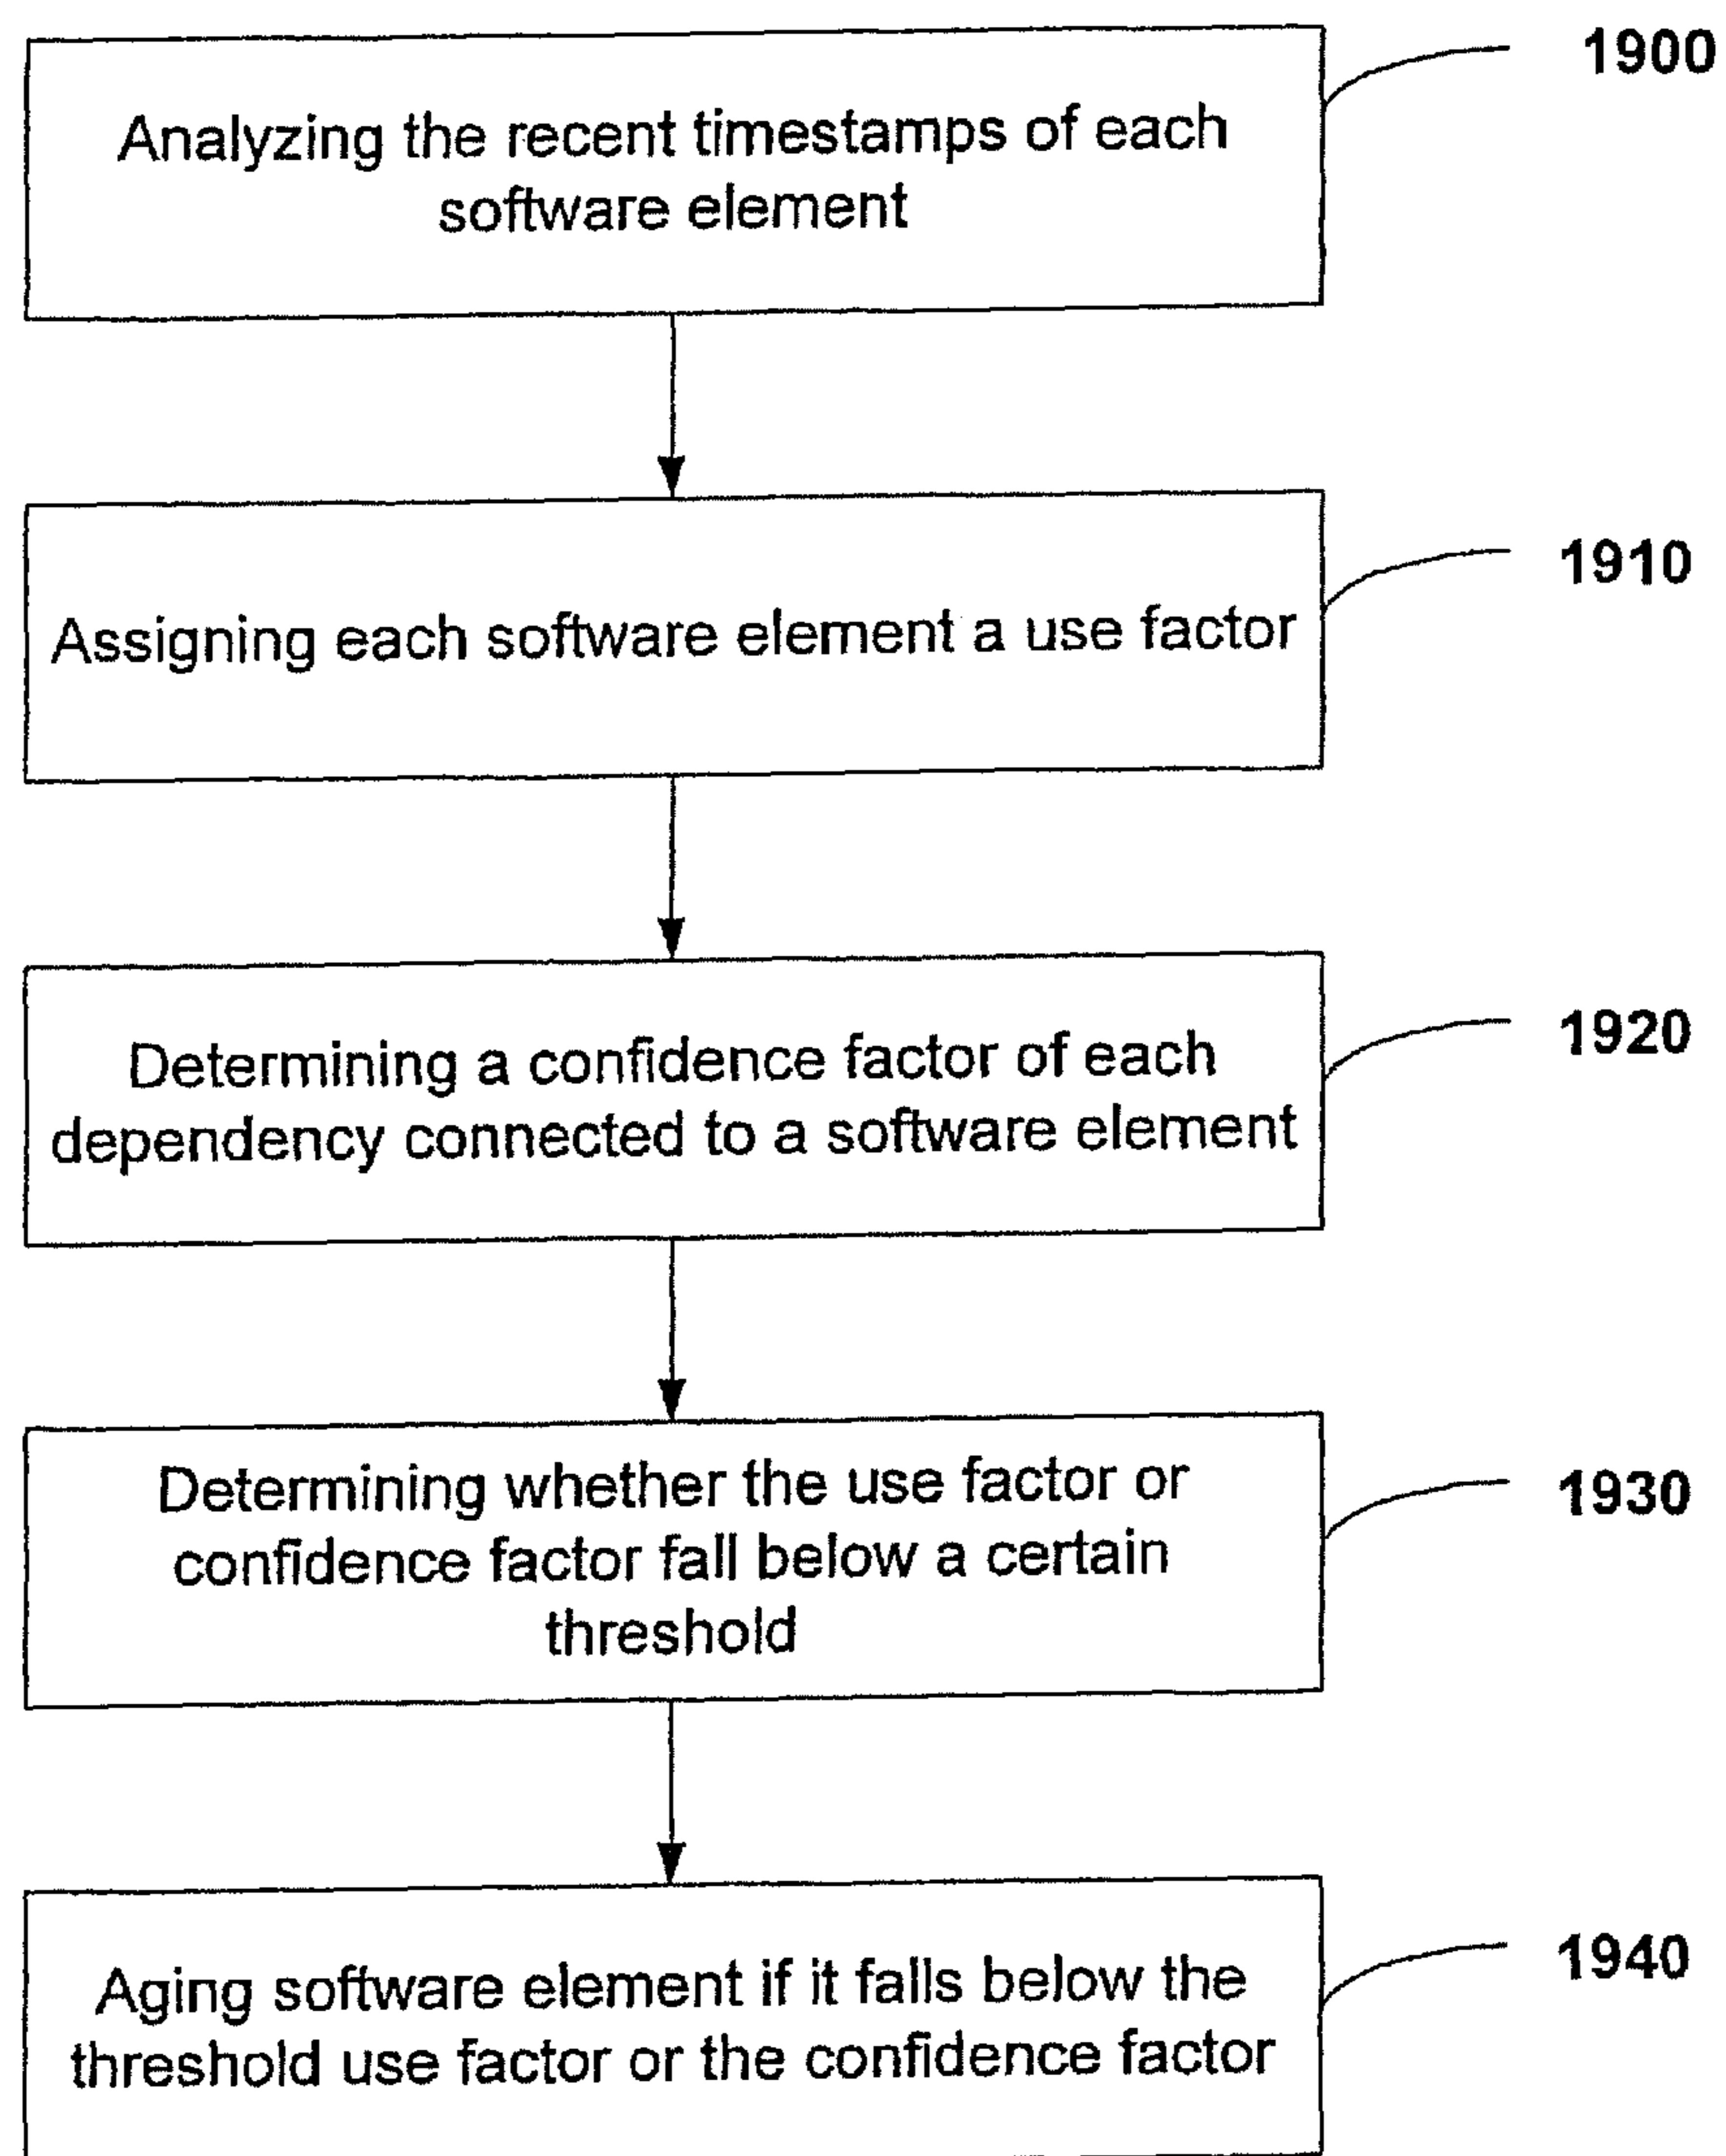 1900
Analyzing the recent timestamps of each
software element
1910
Assigning each software element a use factor
1920
Determining a confidence factor of each
dependency connected to a software element
1930
Determining whether the use factor or
confidence factor fall below a certain
threshold
1940
Aging software element if it falls below the
threshold use factor or the confidence factor